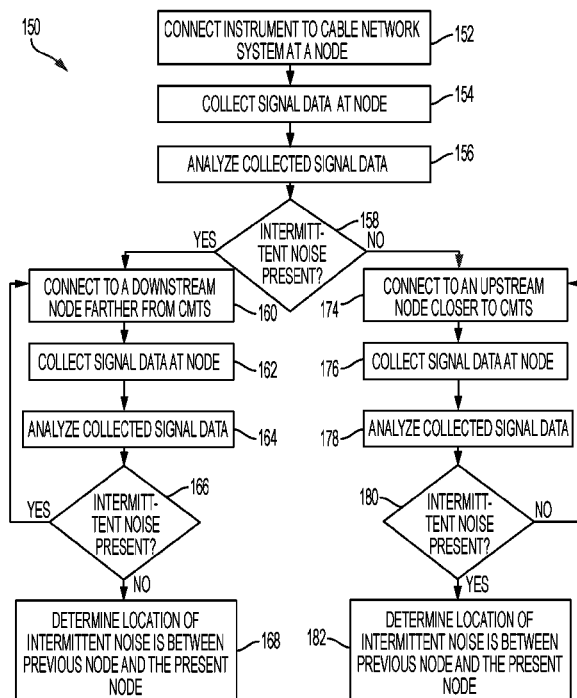 150
CONNECT INSTRUMENT TO CABLE NETWORK
SYSTEM AT A NODE
152
COLLECT SIGNAL DATA AT NODE
154
ANALYZE COLLECTED SIGNAL DATA
156
INTERMIT-
TENT NOISE
PRESENT?
158
YES
NO
CONNECT TO A DOWNSTREAM
NODE FARTHER FROM CMTS
160
COLLECT SIGNAL DATA AT NODE
162
ANALYZE COLLECTED SIGNAL DATA
164
INTERMIT-
TENT NOISE
PRESENT?
166
YES
NO
DETERMINE LOCATION OF
INTERMITTENT NOISE IS BETWEEN
PREVIOUS NODE AND THE PRESENT
NODE
168
CONNECT TO AN UPSTREAM
NODE CLOSER TO CMTS
174
COLLECT SIGNAL DATA AT NODE
176
ANALYZE COLLECTED SIGNAL DATA
178
INTERMIT-
TENT NOISE
PRESENT?
180
NO
YES
DETERMINE LOCATION OF
INTERMITTENT NOISE IS BETWEEN
PREVIOUS NODE AND THE PRESENT
NODE
182